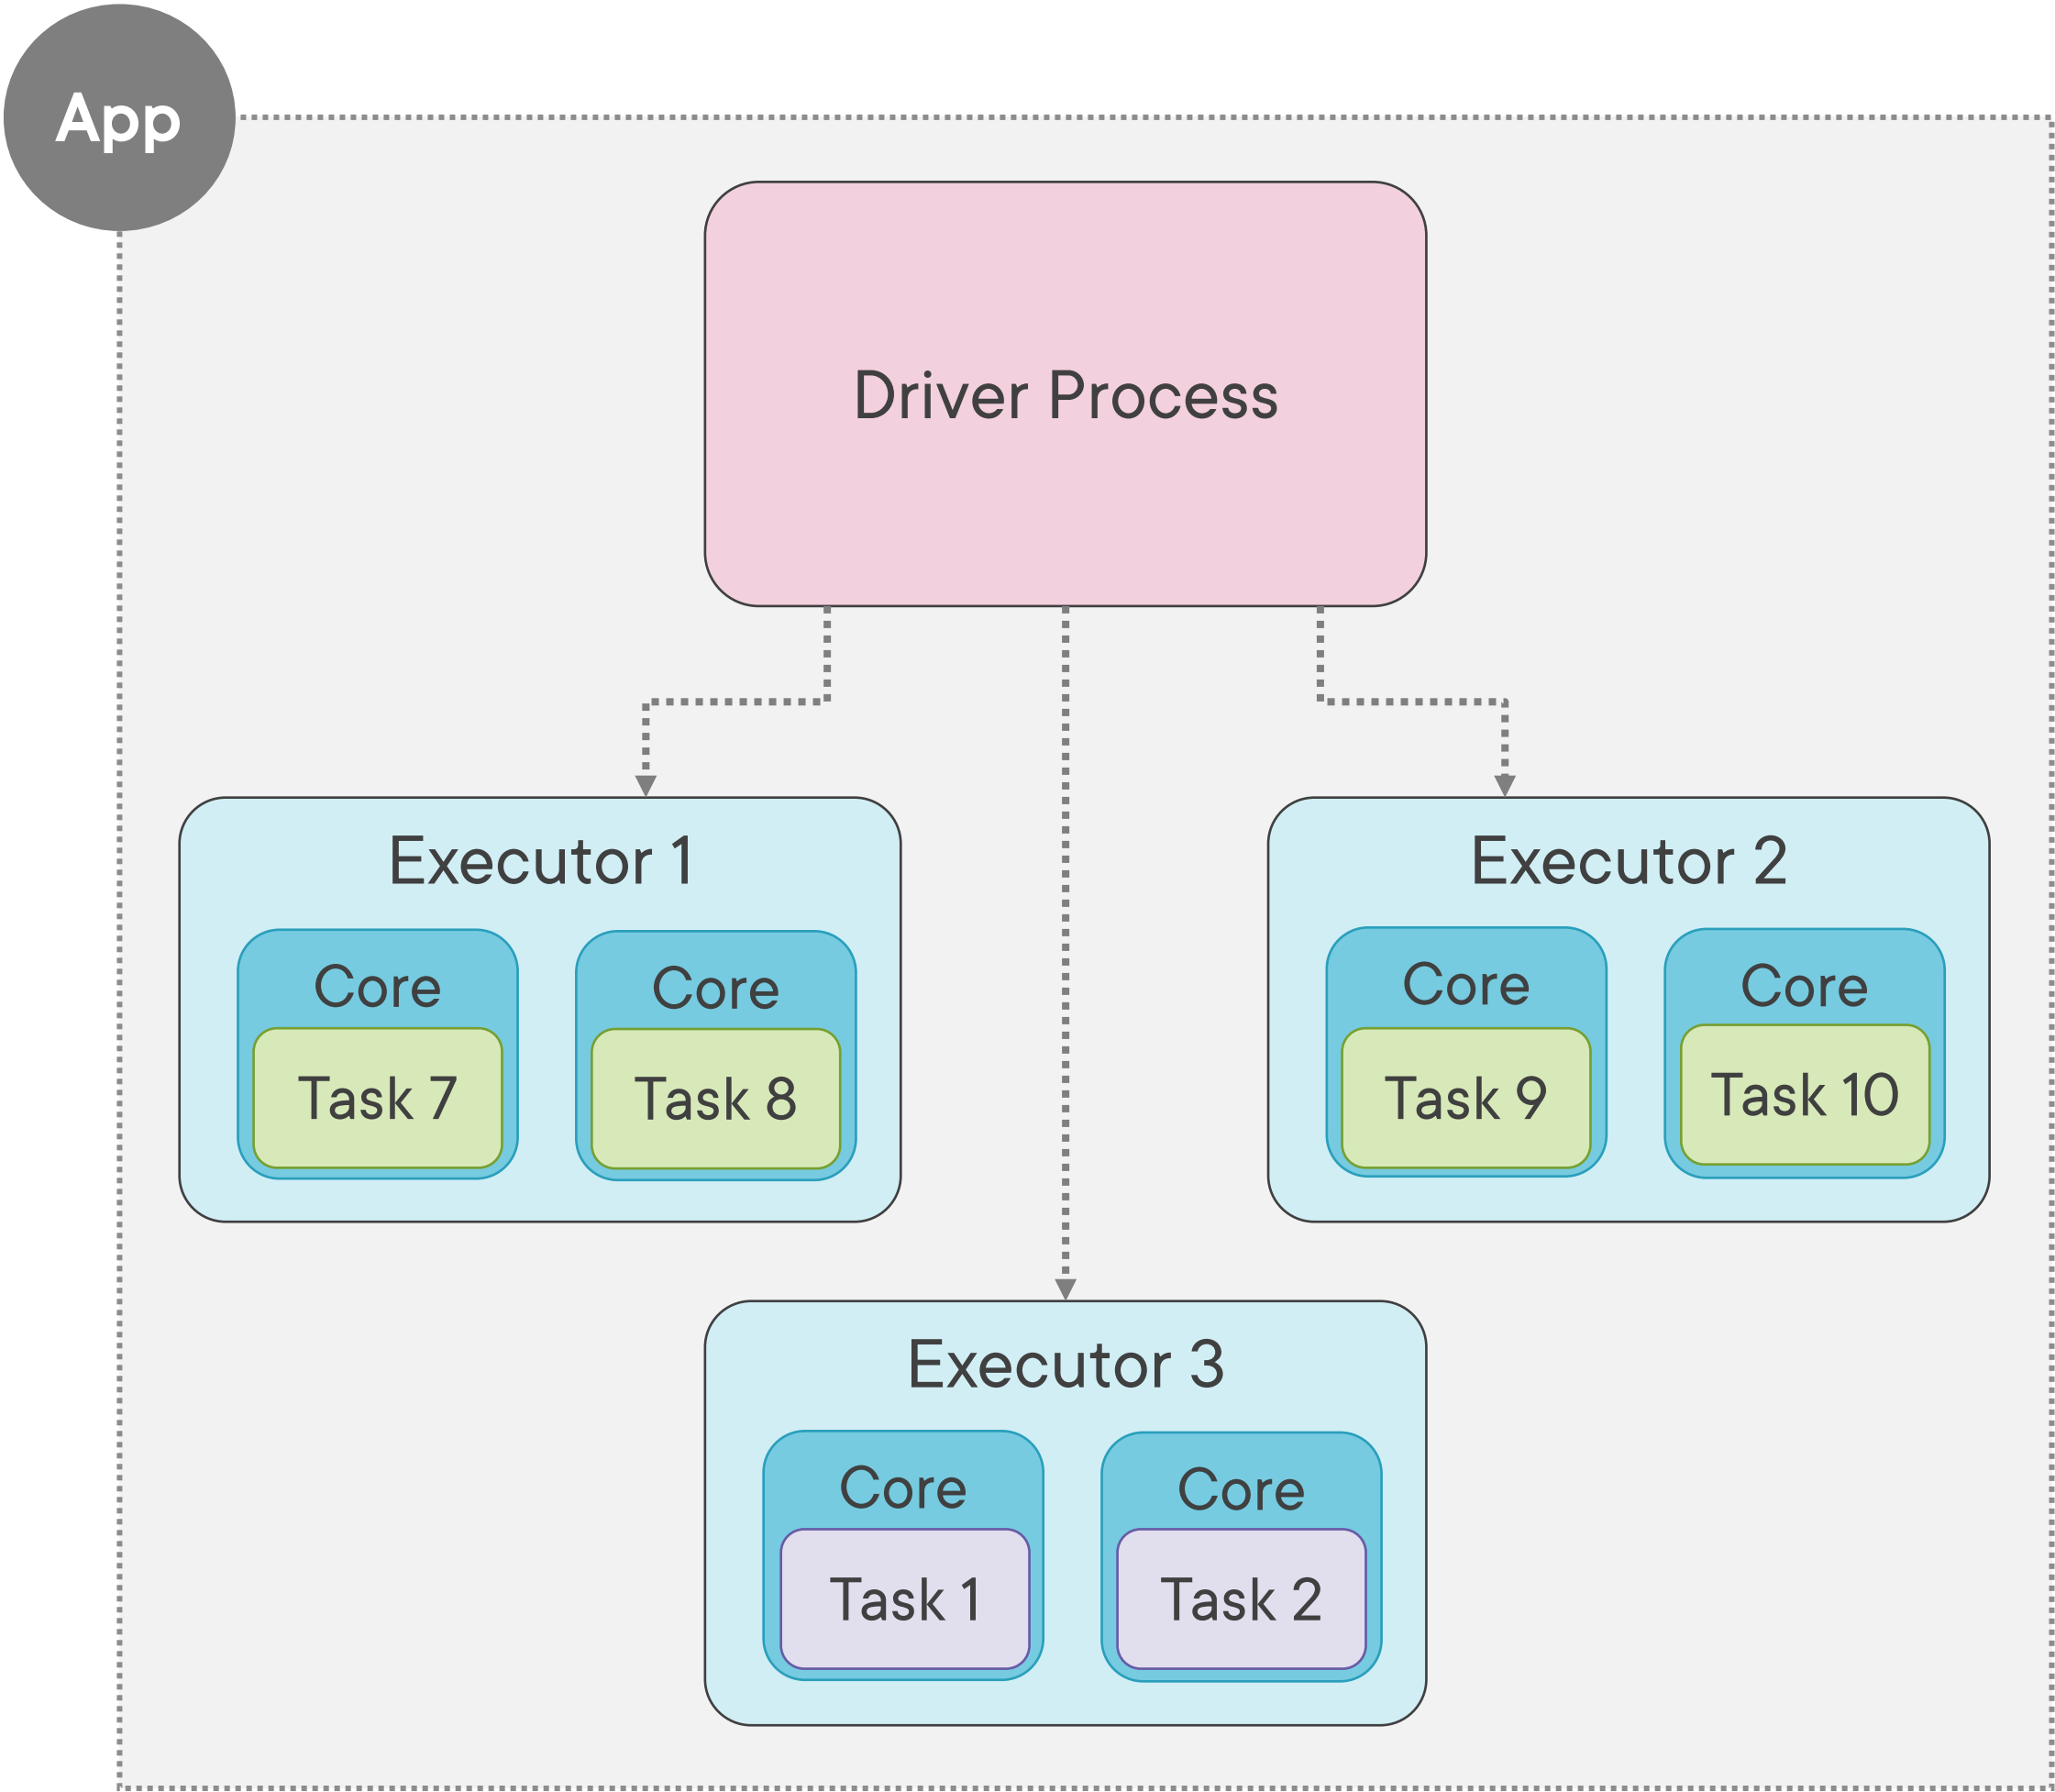 App
Driver Process
Executor 1
Core
Task 7
Core
Task 8
Executor 2
Core
Task 9
Core
Task 10
Executor 3
Core
Task 1
Core
Task 2